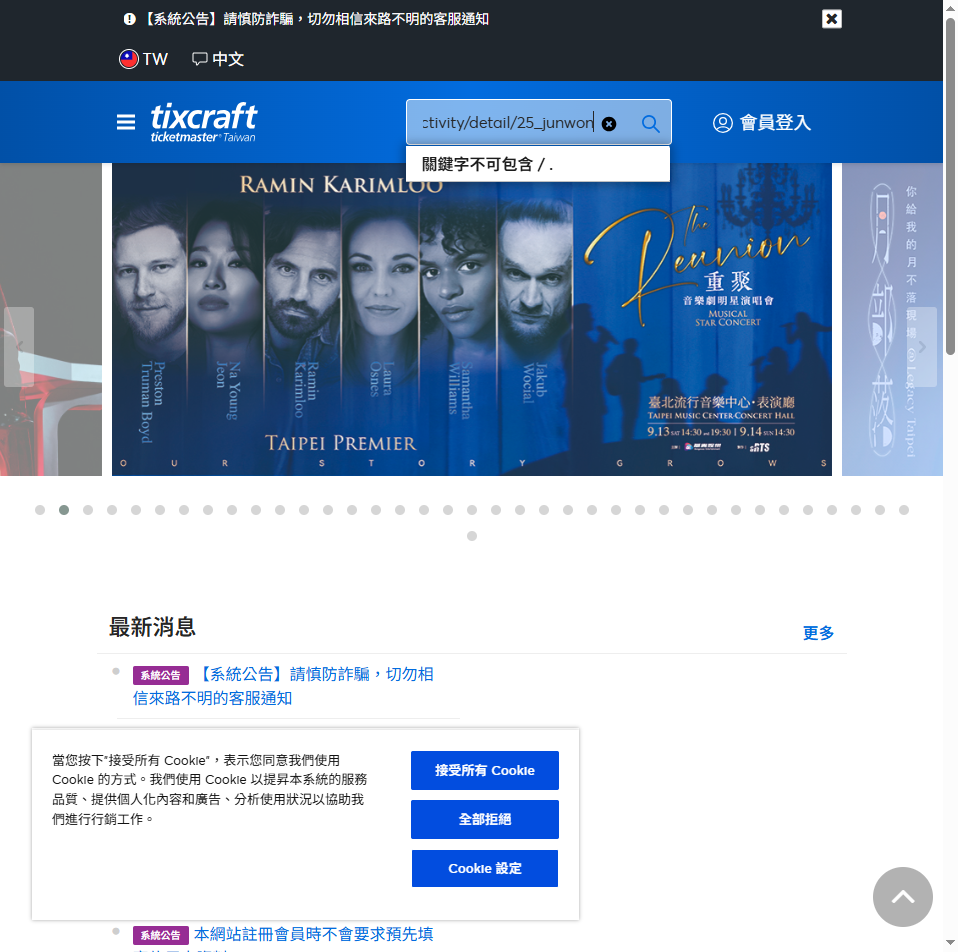 【系統公告】請慎防詐騙，切勿相信來路不明的客服通知
TW 中文
tixcraft
ticketmaster® Taiwan
ctivity/detail/25_junwon
會員登入
關鍵字不可包含 / .
RAMIN KARIMLOO
The Reunion
重聚
音樂劇明星演唱會
MUSICAL
STAR CONCERT
Preston
Truman Boyd
Na Young
Jeon
Ramin
Karimloo
Laura
Osnes
Samantha
Williams
Jakub
Wocial
TAIPEI PREMIER
臺北流行音樂中心・表演廳
TAIPEI MUSIC CENTER-CONCERT HALL
9.13 SAT 14:30 and 19:30 | 9.14 SUN 14:30
OUR STORY GROWS
你給我的月不落現場 Go Legacy Taipei
最新消息
更多
系統公告 【系統公告】請慎防詐騙，切勿相
信來路不明的客服通知
當您按下"接受所有 Cookie"，表示您同意我們使用
Cookie 的方式。我們使用 Cookie 以提昇本系統的服務
品質、提供個人化內容和廣告、分析使用狀況以協助我
們進行行銷工作。
接受所有 Cookie
全部拒絕
Cookie 設定
系統公告 本網站註冊會員時不會要求預先填